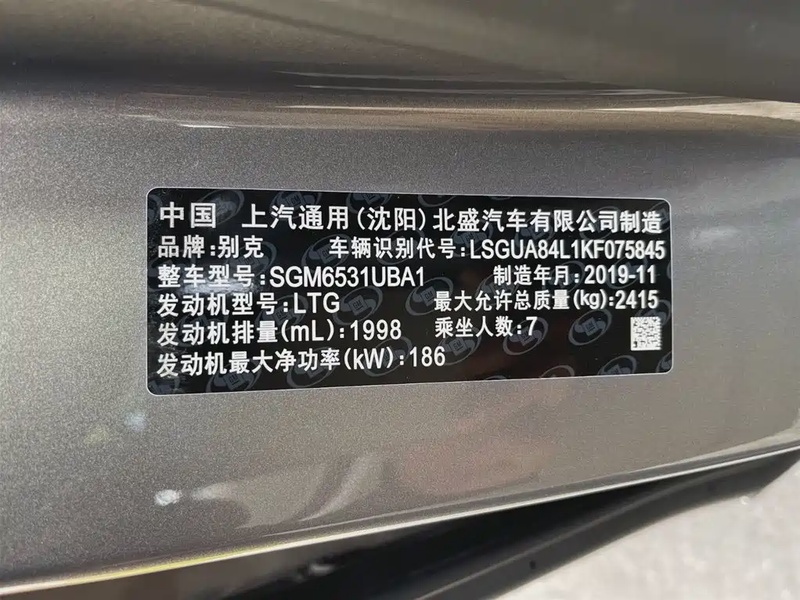 中国 上汽通用(沈阳)北盛汽车有限公司制造
品牌:别克 车辆识别代号:LSGUA84L1KF075845
整车型号:SGM6531UBA1 制造年月:2019-11
发动机型号:LTG 最大允许总质量(kg):2415
发动机排量(mL):1998 乘坐人数:7
发动机最大净功率(kW):186